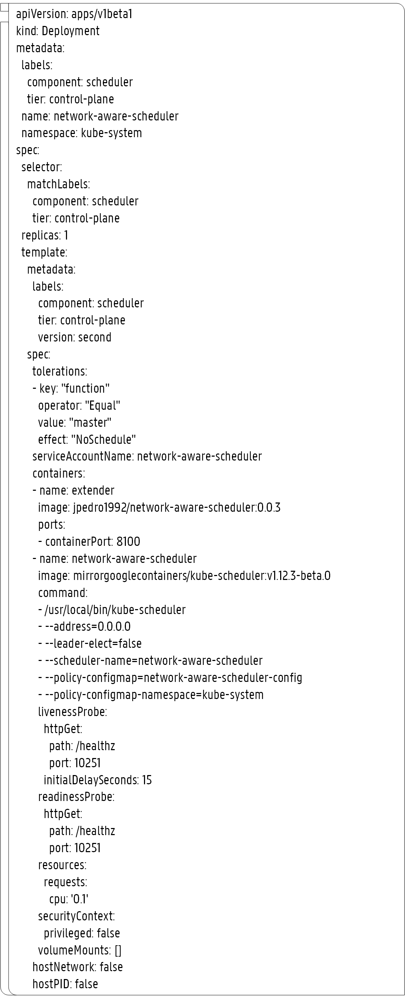 apiVersion: apps/v1beta1
kind: Deployment
metadata:
  labels:
    component: scheduler
    tier: control-plane
  name: network-aware-scheduler
  namespace: kube-system
spec:
  selector:
    matchLabels:
      component: scheduler
      tier: control-plane
  replicas: 1
  template:
    metadata:
      labels:
        component: scheduler
        tier: control-plane
        version: second
    spec:
      tolerations:
      - key: "function"
        operator: "Equal"
        value: "master"
        effect: "NoSchedule"
      serviceAccountName: network-aware-scheduler
      containers:
      - name: extender
        image: jpedro1992/network-aware-scheduler:0.0.3
        ports:
        - containerPort: 8100
      - name: network-aware-scheduler
        image: mirrorgooglecontainers/kube-scheduler:v1.12.3-beta.0
        command:
        - /usr/local/bin/kube-scheduler
        - --address=0.0.0.0
        - --leader-elect=false
        - --scheduler-name=network-aware-scheduler
        - --policy-configmap=network-aware-scheduler-config
        - --policy-configmap-namespace=kube-system
        livenessProbe:
          httpGet:
            path: /healthz
            port: 10251
          initialDelaySeconds: 15
        readinessProbe:
          httpGet:
            path: /healthz
            port: 10251
        resources:
          requests:
            cpu: '0.1'
        securityContext:
          privileged: false
        volumeMounts: []
      hostNetwork: false
      hostPID: false